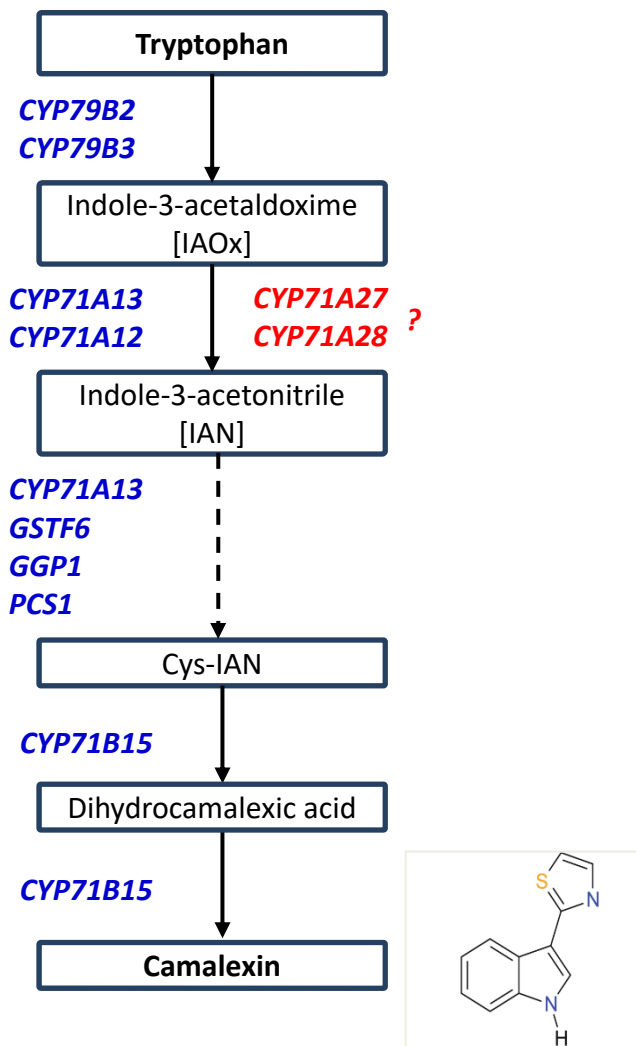 Tryptophan
CYP79B2
CYP79B3
Indole-3-acetaldoxime
[IAOx]
CYP71A13
CYP71A12
CYP71A27
CYP71A28
?
Indole-3-acetonitrile
[IAN]
CYP71A13
GSTF6
GGP1
PCS1
Cys-IAN
CYP71B15
Dihydrocamalexic acid
CYP71B15
Camalexin
S
N
N
H